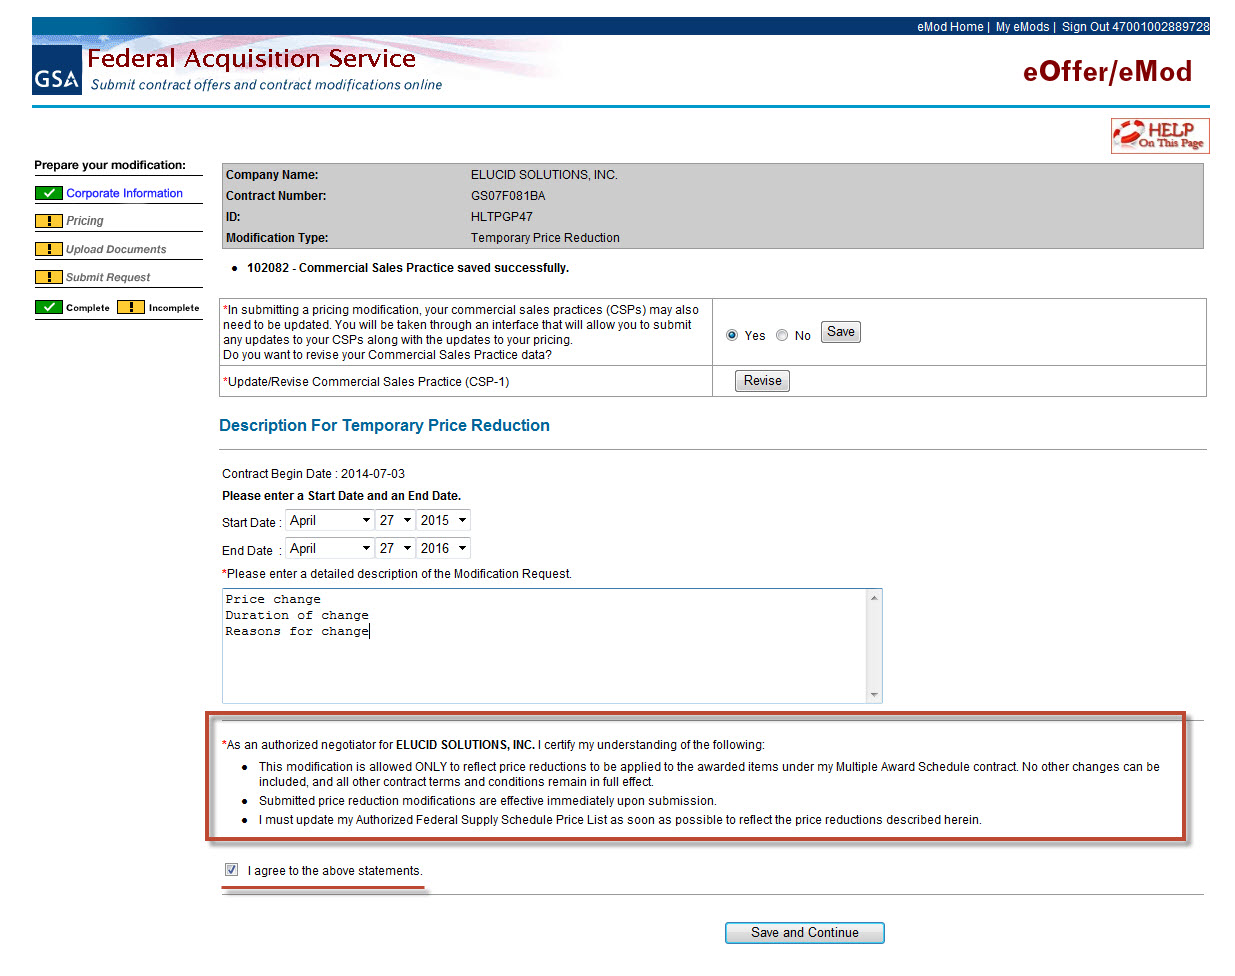 eMod Home | My eMods | Sign Out 47001002889728
GSA
Federal Acquisition Service
Submit contract offers and contract modifications online
eOffer/eMod
HELP
On This Page
Prepare your modification:
Corporate Information
! Pricing
! Upload Documents
! Submit Request
Complete ! Incomplete
Company Name: ELUCID SOLUTIONS, INC.
Contract Number: GS07F081BA
ID: HLTPGP47
Modification Type: Temporary Price Reduction
• 102082 - Commercial Sales Practice saved successfully.
*In submitting a pricing modification, your commercial sales practices (CSPs) may also
need to be updated. You will be taken through an interface that will allow you to submit
any updates to your CSPs along with the updates to your pricing.
Do you want to revise your Commercial Sales Practice data?
Yes No Save
*Update/Revise Commercial Sales Practice (CSP-1) Revise
Description For Temporary Price Reduction
Contract Begin Date : 2014-07-03
Please enter a Start Date and an End Date.
Start Date : April 27 2015
End Date : April 27 2016
*Please enter a detailed description of the Modification Request.
Price change
Duration of change
Reasons for change
*As an authorized negotiator for ELUCID SOLUTIONS, INC. I certify my understanding of the following:
• This modification is allowed ONLY to reflect price reductions to be applied to the awarded items under my Multiple Award Schedule contract. No other changes can be
included, and all other contract terms and conditions remain in full effect.
• Submitted price reduction modifications are effective immediately upon submission.
• I must update my Authorized Federal Supply Schedule Price List as soon as possible to reflect the price reductions described herein.
I agree to the above statements.
Save and Continue